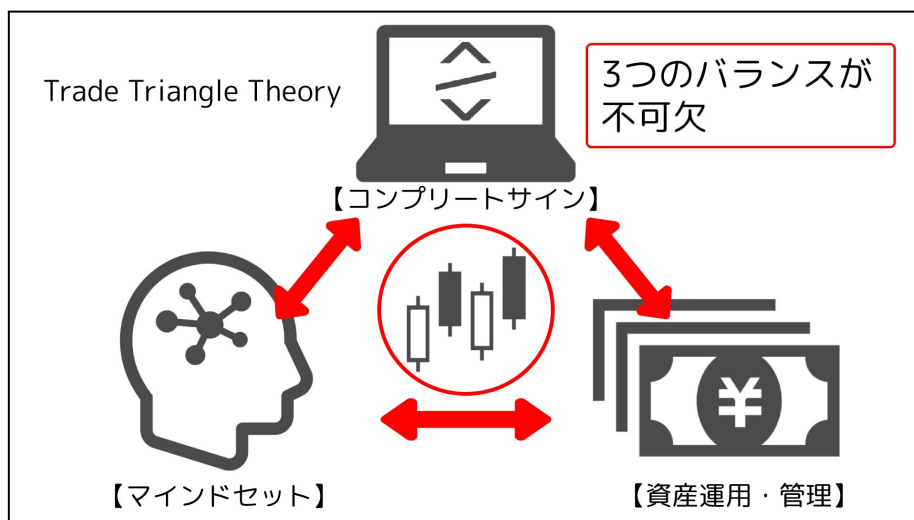 Trade Triangle Theory
3つのバランスが
不可欠
【コンプリートサイン】
¥
【マインドセット】
【資産運用・管理】